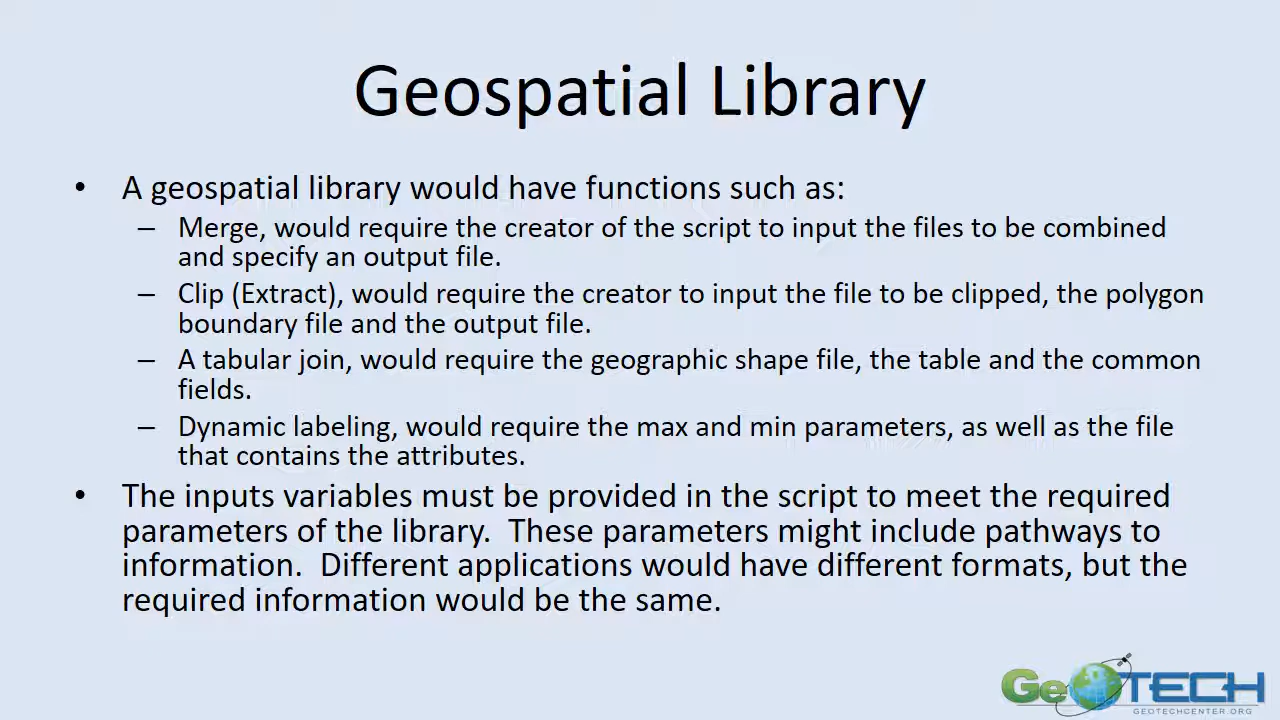 Geospatial Library
• A geospatial library would have functions such as:
– Merge, would require the creator of the script to input the files to be combined
and specify an output file.
– Clip (Extract), would require the creator to input the file to be clipped, the polygon
boundary file and the output file.
– A tabular join, would require the geographic shape file, the table and the common
fields.
– Dynamic labeling, would require the max and min parameters, as well as the file
that contains the attributes.
• The inputs variables must be provided in the script to meet the required
parameters of the library.  These parameters might include pathways to
information.  Different applications would have different formats, but the
required information would be the same.
GeoTECH
GEOTECHCENTER.ORG